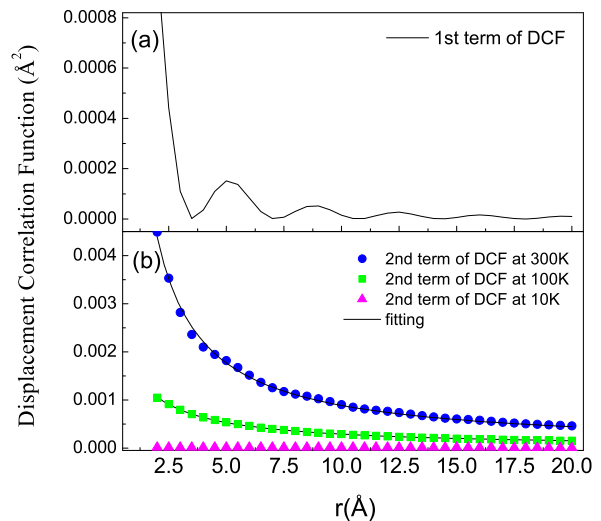 Displacement Correlation Function (Å²)
(a)
1st term of DCF
0.0008
0.0006
0.0004
0.0002
0.0000
(b)
2nd term of DCF at 300K
2nd term of DCF at 100K
2nd term of DCF at 10K
fitting
0.004
0.003
0.002
0.001
0.000
2.5 5.0 7.5 10.0 12.5 15.0 17.5 20.0
r(Å)